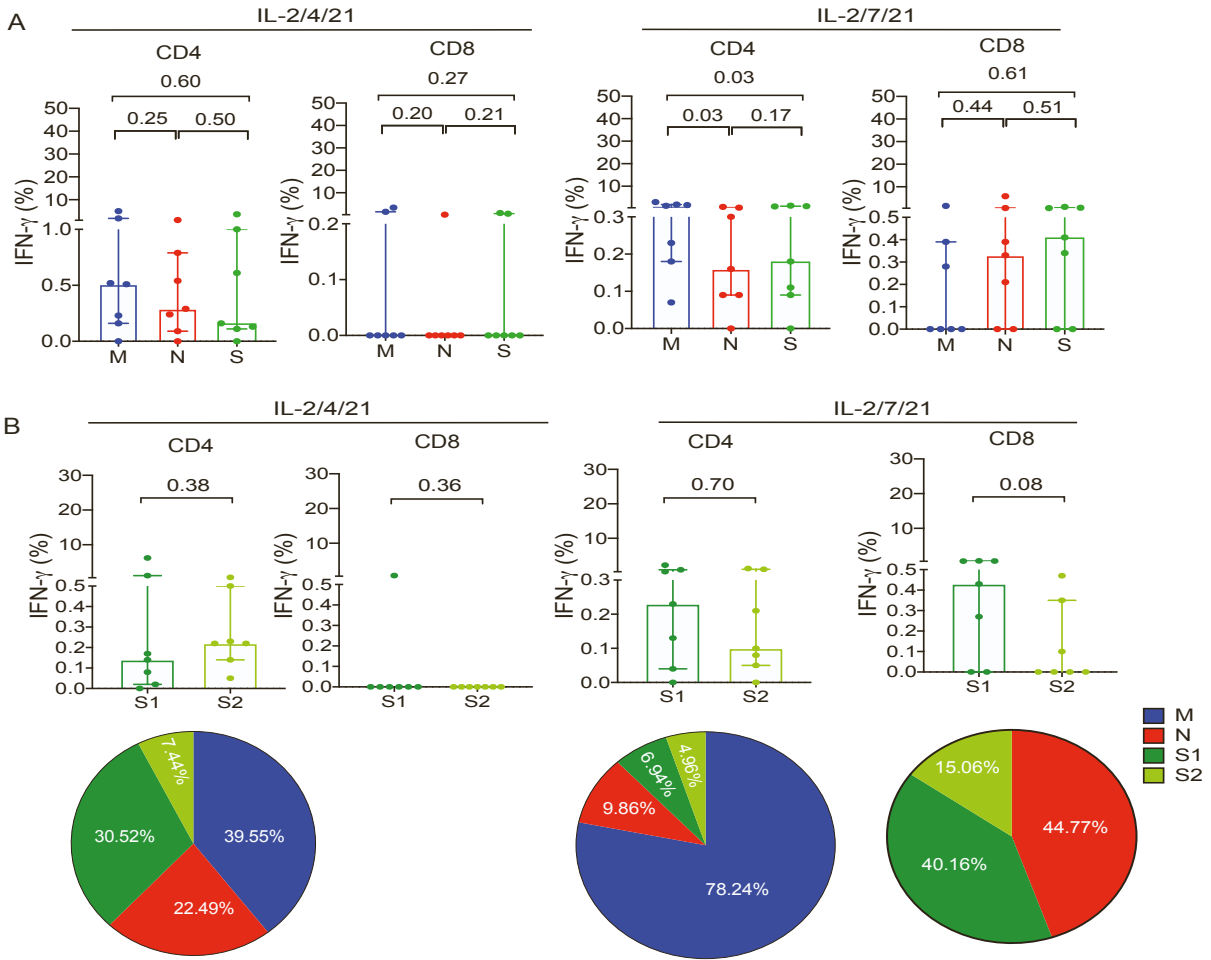 A
IL-2/4/21
IL-2/7/21
CD4
CD8
CD4
CD8
0.60
0.27
0.03
0.61
0.25 0.50
0.20 0.21
0.03 0.17
0.44 0.51
IFN-γ (%)
50
40
30
20
10
1.0
0.5
0.0
M N S
IFN-γ (%)
50
40
30
20
10
0.2
0.1
0.0
M N S
IFN-γ (%)
50
40
30
20
10
0.3
0.2
0.1
0.0
M N S
IFN-γ (%)
50
40
30
20
10
0.5
0.4
0.3
0.2
0.1
0.0
M N S
B
IL-2/4/21
IL-2/7/21
CD4
CD8
CD4
CD8
0.38
0.36
0.70
0.08
IFN-γ (%)
30
20
10
0.5
0.4
0.3
0.2
0.1
0.0
S1 S2
IFN-γ (%)
30
20
10
0.5
0.4
0.3
0.2
0.1
0.0
S1 S2
IFN-γ (%)
30
20
10
0.3
0.2
0.1
0.0
S1 S2
IFN-γ (%)
30
20
10
0.5
0.4
0.3
0.2
0.1
0.0
S1 S2
7.44%
30.52%
39.55%
22.49%
4.96%
6.94%
9.86%
78.24%
15.06%
44.77%
40.16%
M
N
S1
S2